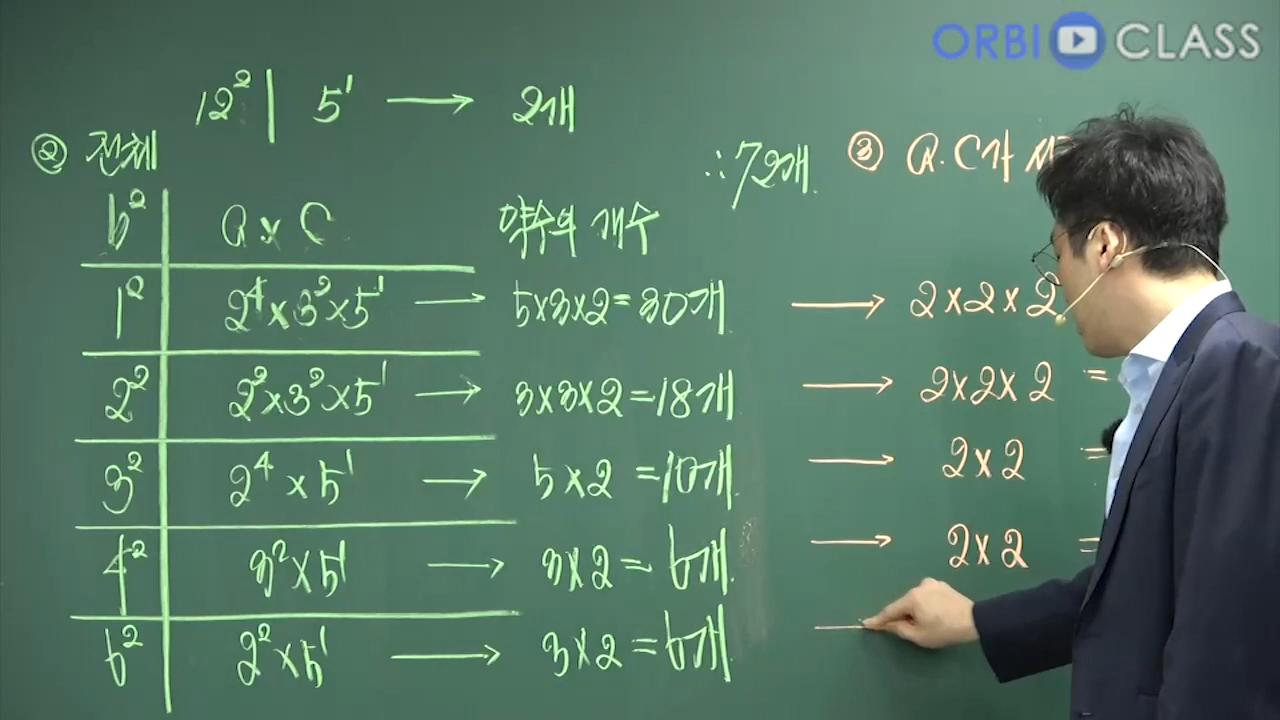 ORBI CLASS
12² | 5¹ → 2개
② 전체
∴ 72개.
③ a. c가
b² | a × c 약수의 개수
1² | 2⁴×3²×5¹ → 5×3×2=30개. → 2×2×2
2² | 2²×3²×5¹ → 3×3×2=18개. → 2×2×2 =
3² | 2⁴×5¹ → 5×2=10개. → 2×2 =
4² | 3²×5¹ → 3×2=6개. → 2×2 =
6² | 2²×5¹ → 3×2=6개.